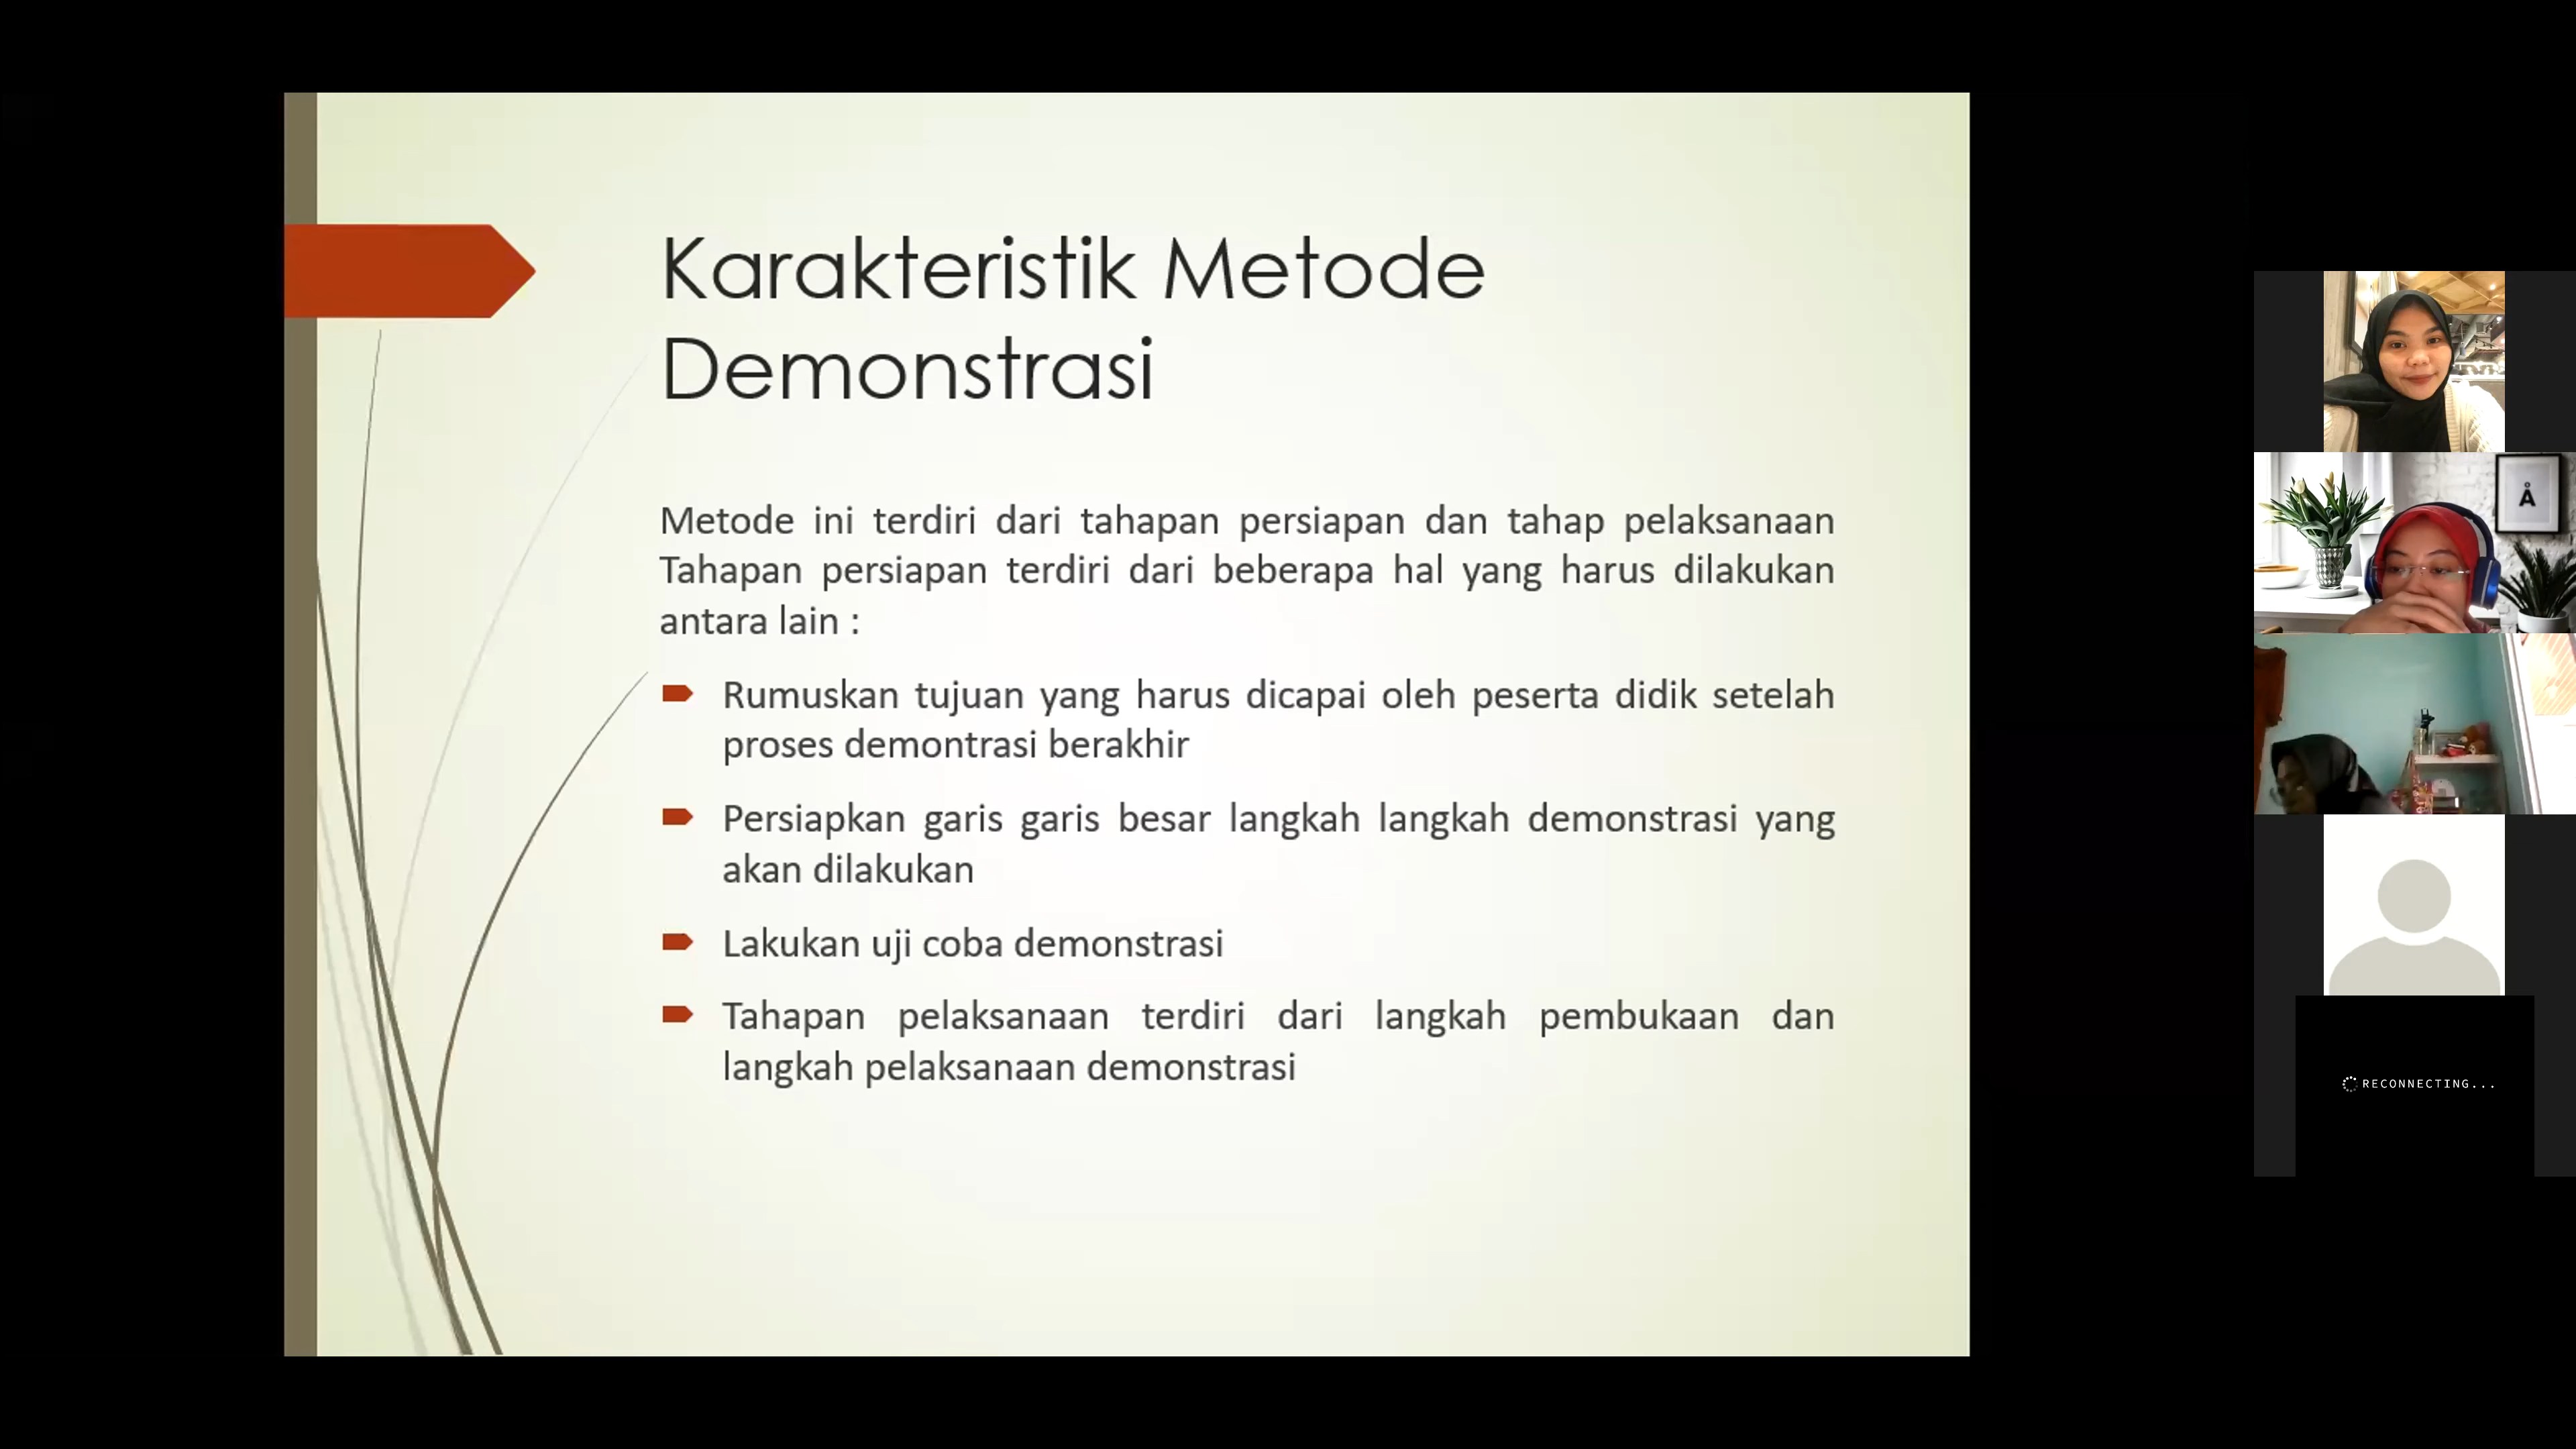 Karakteristik Metode
Demonstrasi
Metode ini terdiri dari tahapan persiapan dan tahap pelaksanaan
Tahapan persiapan terdiri dari beberapa hal yang harus dilakukan
antara lain :
Rumuskan tujuan yang harus dicapai oleh peserta didik setelah
proses demontrasi berakhir
Persiapkan garis garis besar langkah langkah demonstrasi yang
akan dilakukan
Lakukan uji coba demonstrasi
Tahapan pelaksanaan terdiri dari langkah pembukaan dan
langkah pelaksanaan demonstrasi
Å
RECONNECTING...